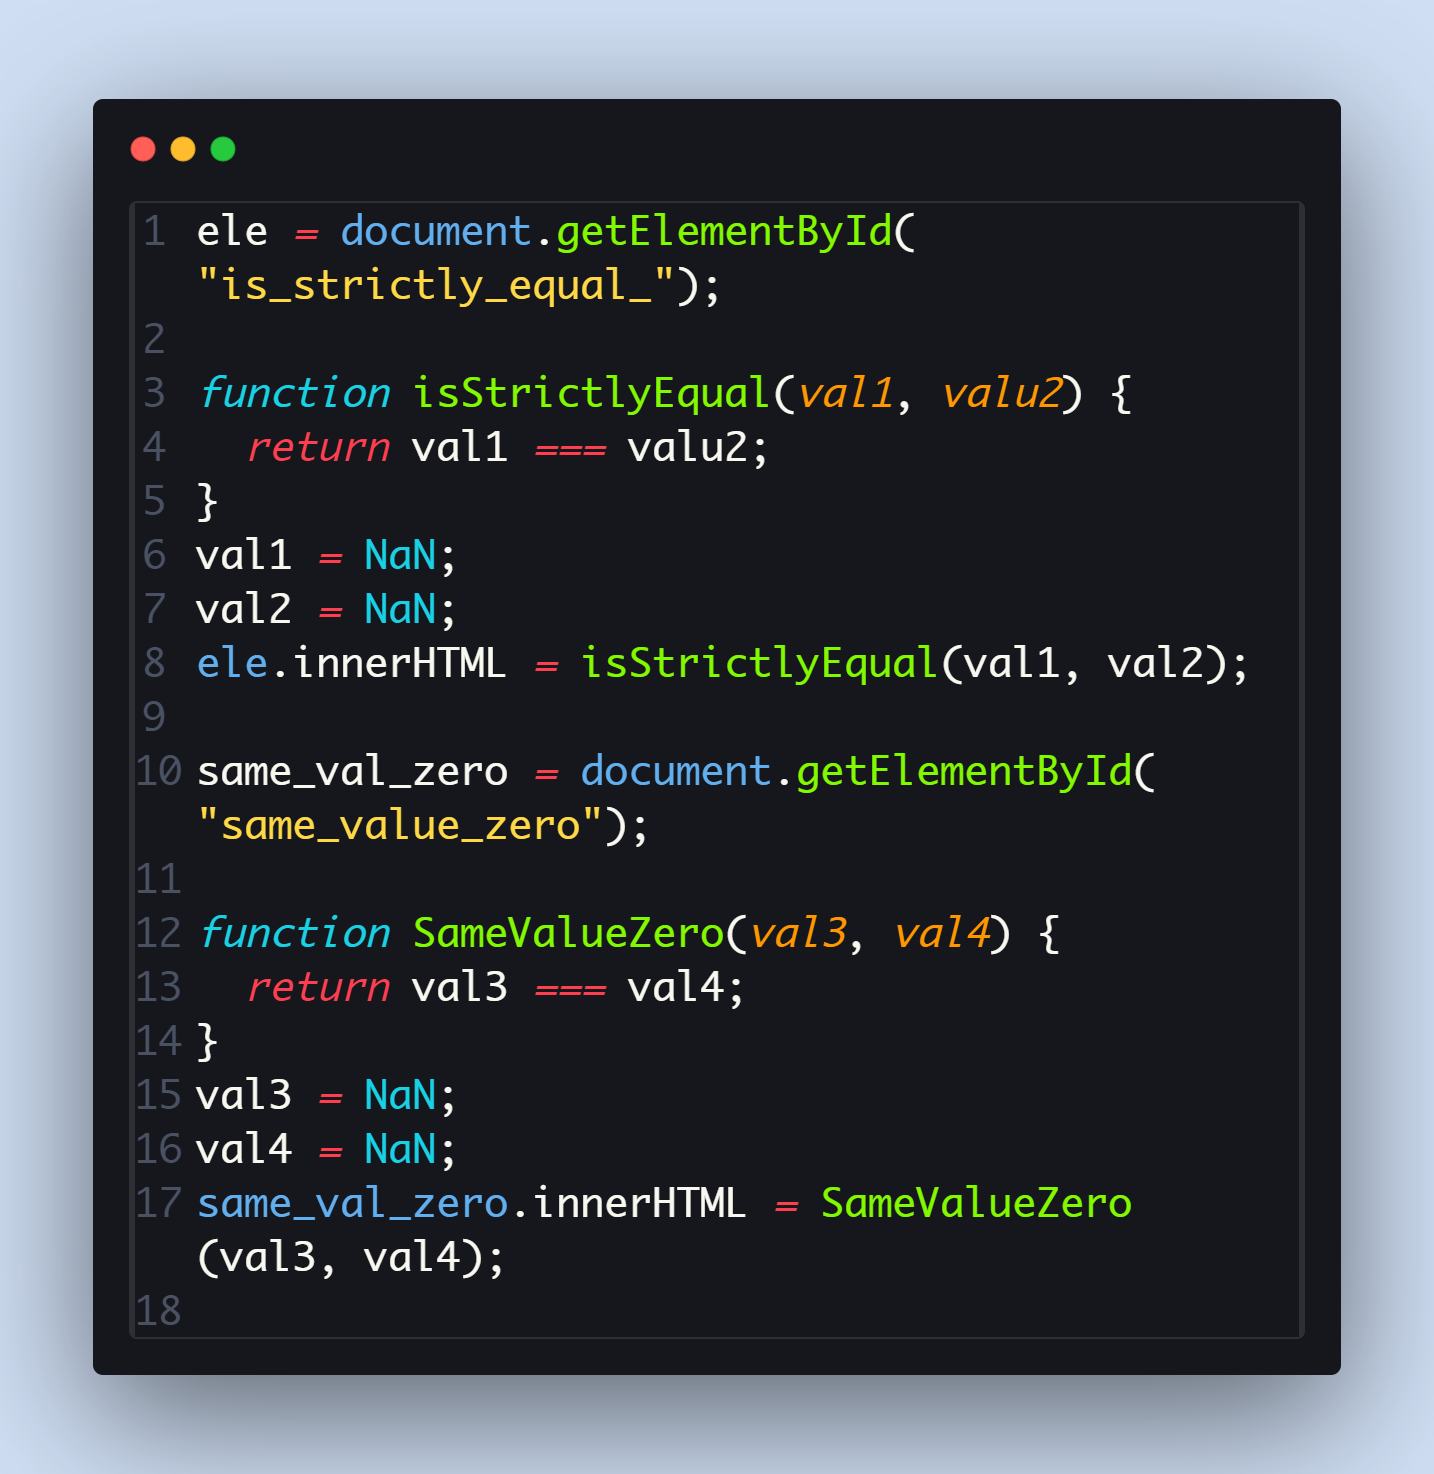 1 ele = document.getElementById(
"is_strictly_equal_");
2
3 function isStrictlyEqual(val1, valu2) {
4   return val1 === valu2;
5 }
6 val1 = NaN;
7 val2 = NaN;
8 ele.innerHTML = isStrictlyEqual(val1, val2);
9
10 same_val_zero = document.getElementById(
"same_value_zero");
11
12 function SameValueZero(val3, val4) {
13   return val3 === val4;
14 }
15 val3 = NaN;
16 val4 = NaN;
17 same_val_zero.innerHTML = SameValueZero
(val3, val4);
18